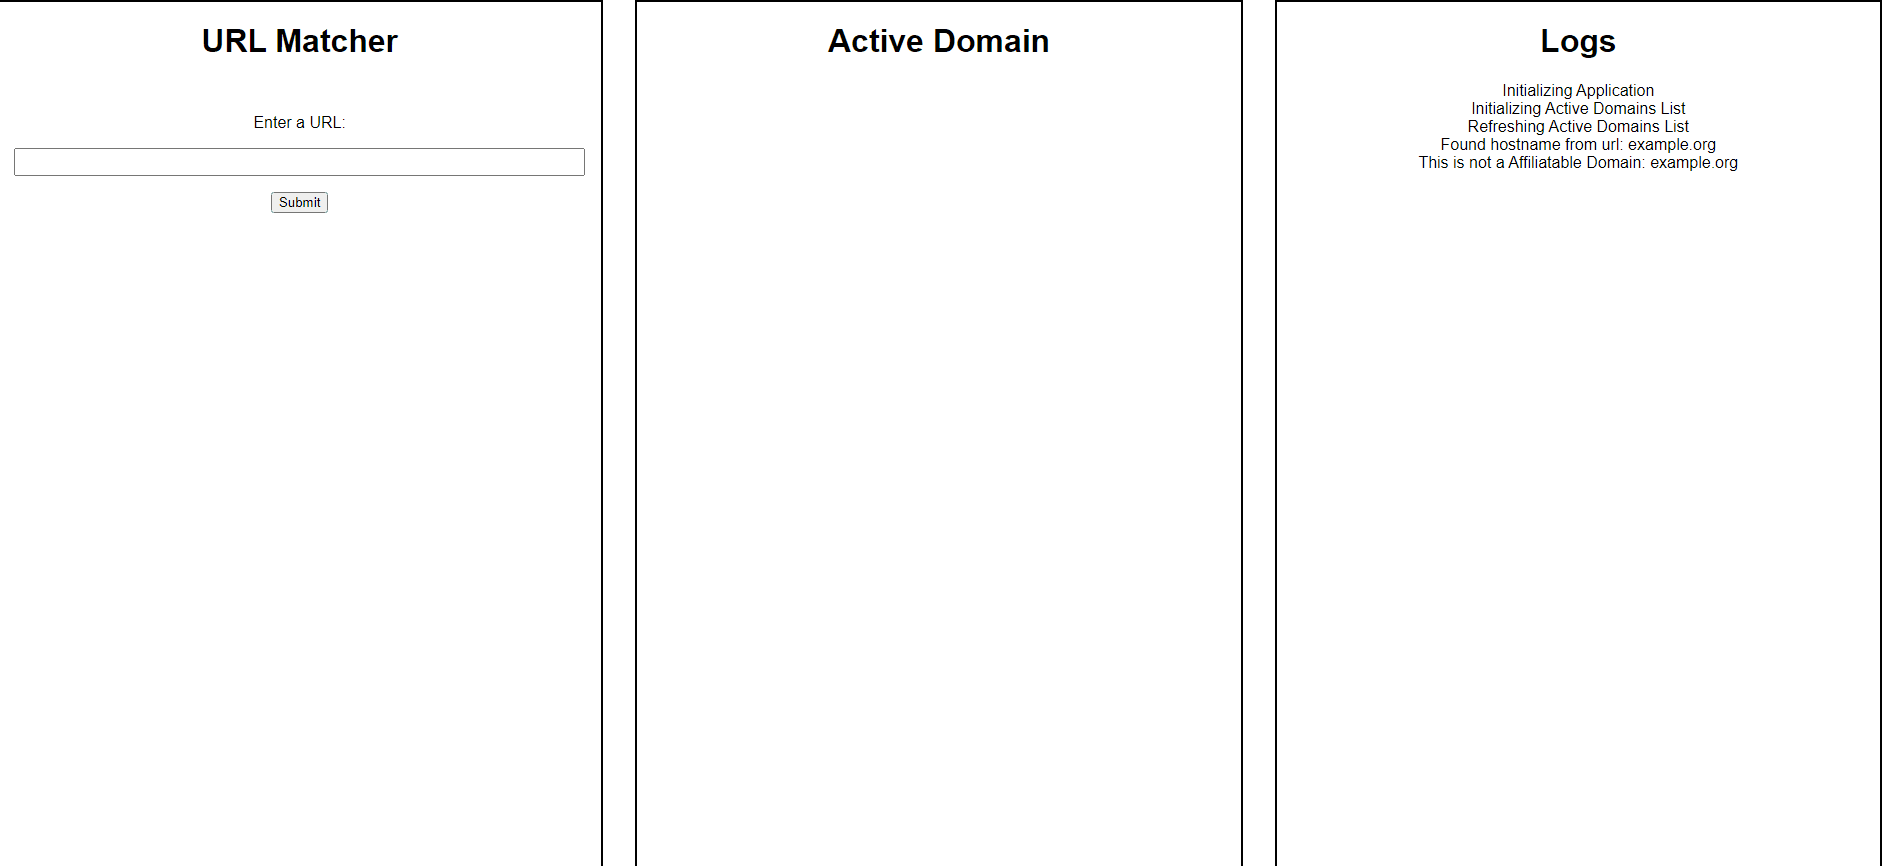 URL Matcher
Enter a URL:
Submit
Active Domain
Logs
Initializing Application
Initializing Active Domains List
Refreshing Active Domains List
Found hostname from url: example.org
This is not a Affiliatable Domain: example.org